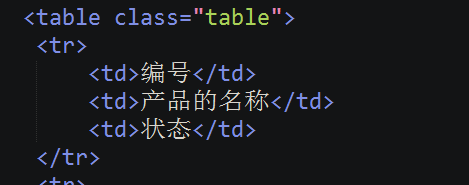 <table class="table">
<tr>
<td>编号</td>
<td>产品的名称</td>
<td>状态</td>
</tr>
<tr>